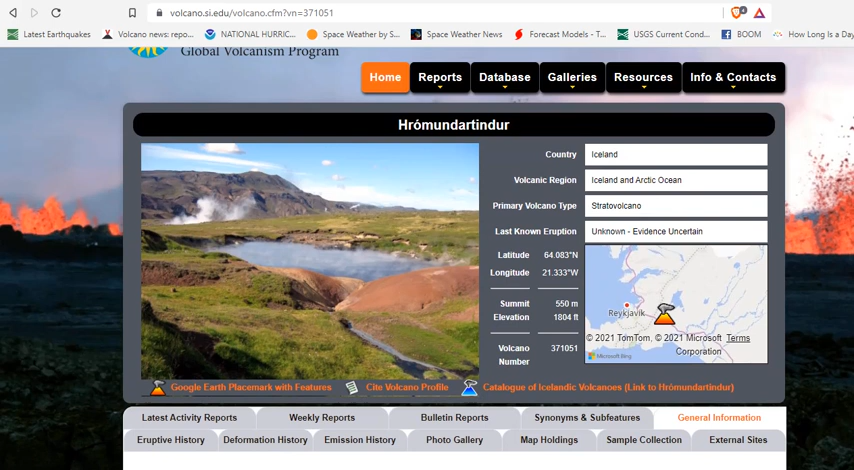 volcano.si.edu/volcano.cfm?vn=371051
4
Latest Earthquakes
Volcano news: repo...
NATIONAL HURRIC...
Space Weather by S...
Space Weather News
Forecast Models - T...
USGS Current Cond...
BOOM
How Long Is a Day
Global Volcanism Program
Home
Reports
Database
Galleries
Resources
Info & Contacts
Hrómundartindur
Country
Iceland
Volcanic Region
Iceland and Arctic Ocean
Primary Volcano Type
Stratovolcano
Last Known Eruption
Unknown - Evidence Uncertain
Latitude
64.083°N
Longitude
21.333°W
Summit
Elevation
550 m
1804 ft
Volcano
Number
371051
Reykjavik
© 2021 TomTom, © 2021 Microsoft Terms
Corporation
Microsoft Bing
Google Earth Placemark with Features
Cite Volcano Profile
Catalogue of Icelandic Volcanoes (Link to Hrómundartindur)
Latest Activity Reports
Weekly Reports
Bulletin Reports
Synonyms & Subfeatures
General Information
Eruptive History
Deformation History
Emission History
Photo Gallery
Map Holdings
Sample Collection
External Sites